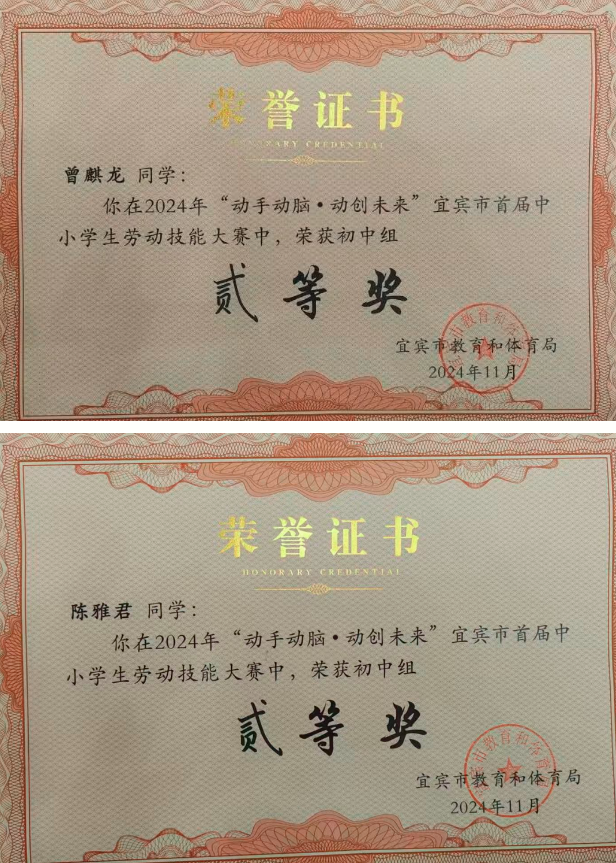 荣誉证书
HONORARY CREDENTIAL
曾麒龙 同学：
你在2024年“动手动脑•动创未来”宜宾市首届中
小学生劳动技能大赛中，荣获初中组
贰等奖
宜宾市教育和体育局
2024年11月
荣誉证书
HONORARY CREDENTIAL
陈雅君 同学：
你在2024年“动手动脑•动创未来”宜宾市首届中
小学生劳动技能大赛中，荣获初中组
贰等奖
宜宾市教育和体育局
2024年11月